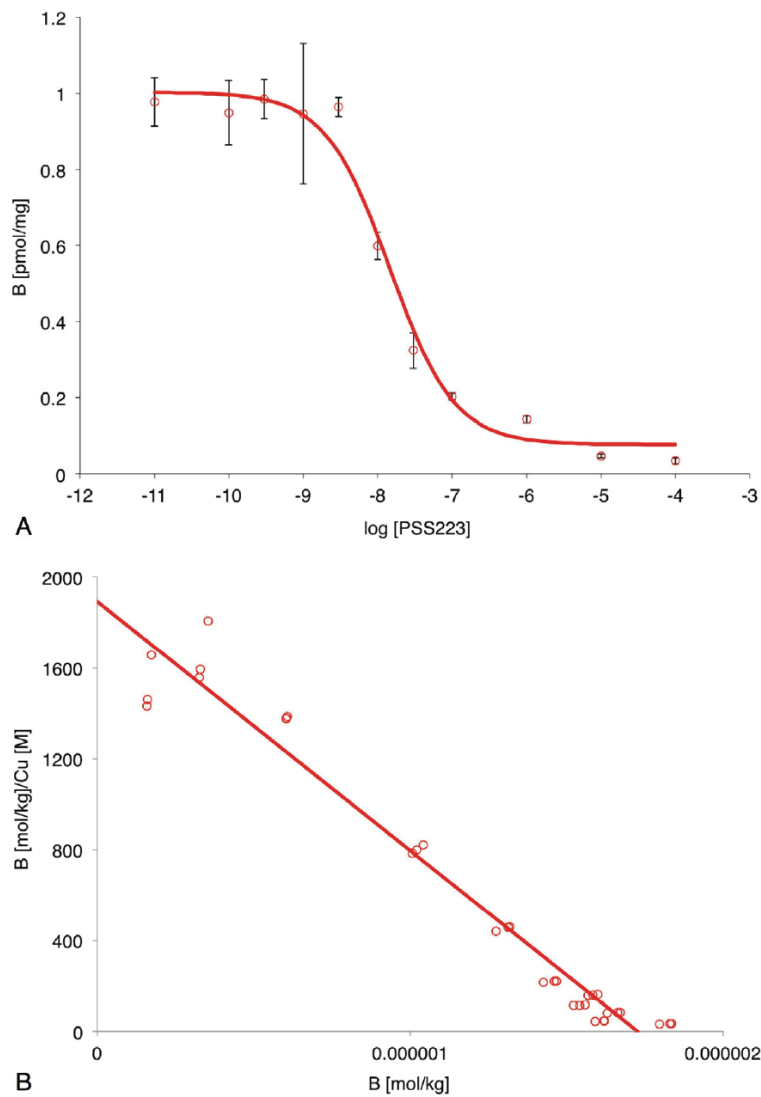 1.2
1
0.8
0.6
0.4
0.2
0
B [pmol/mg]
-12 -11 -10 -9 -8 -7 -6 -5 -4 -3
log [PSS223]
A
2000
1600
1200
800
400
0
B [mol/kg]/Cu [M]
0 0.000001 0.000002
B [mol/kg]
B